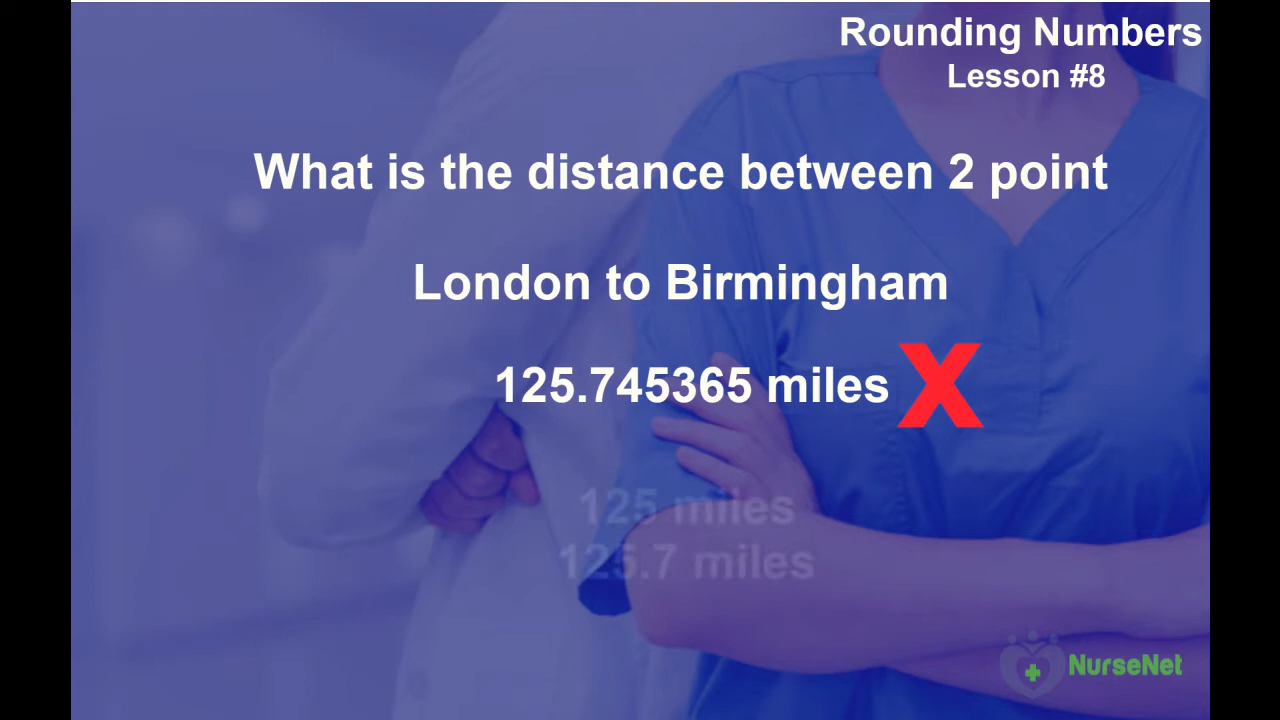 Rounding Numbers
Lesson #8
What is the distance between 2 point
London to Birmingham
125.745365 miles X
125 miles
125.7 miles
NurseNet